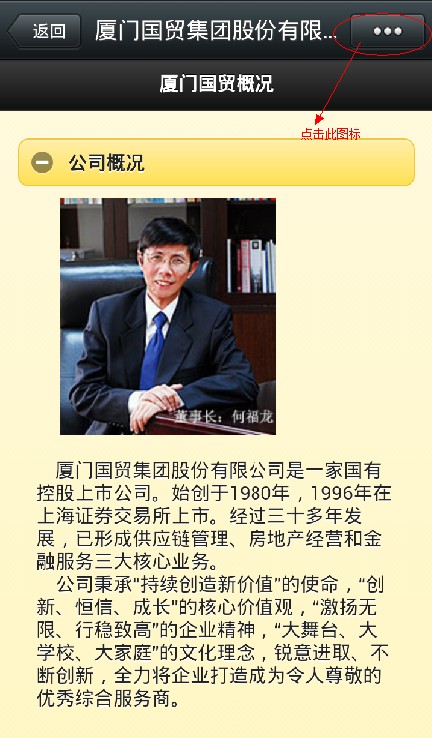 返回
厦门国贸集团股份有限...
厦门国贸概况
点击此图标
公司概况
董事长：何福龙
厦门国贸集团股份有限公司是一家国有
控股上市公司。始创于1980年，1996年在
上海证券交易所上市。经过三十多年发
展，已形成供应链管理、房地产经营和金
融服务三大核心业务。
公司秉承"持续创造新价值"的使命，"创
新、恒信、成长"的核心价值观，"激扬无
限、行稳致高"的企业精神，"大舞台、大
学校、大家庭"的文化理念，锐意进取、不
断创新，全力将企业打造成为令人尊敬的
优秀综合服务商。